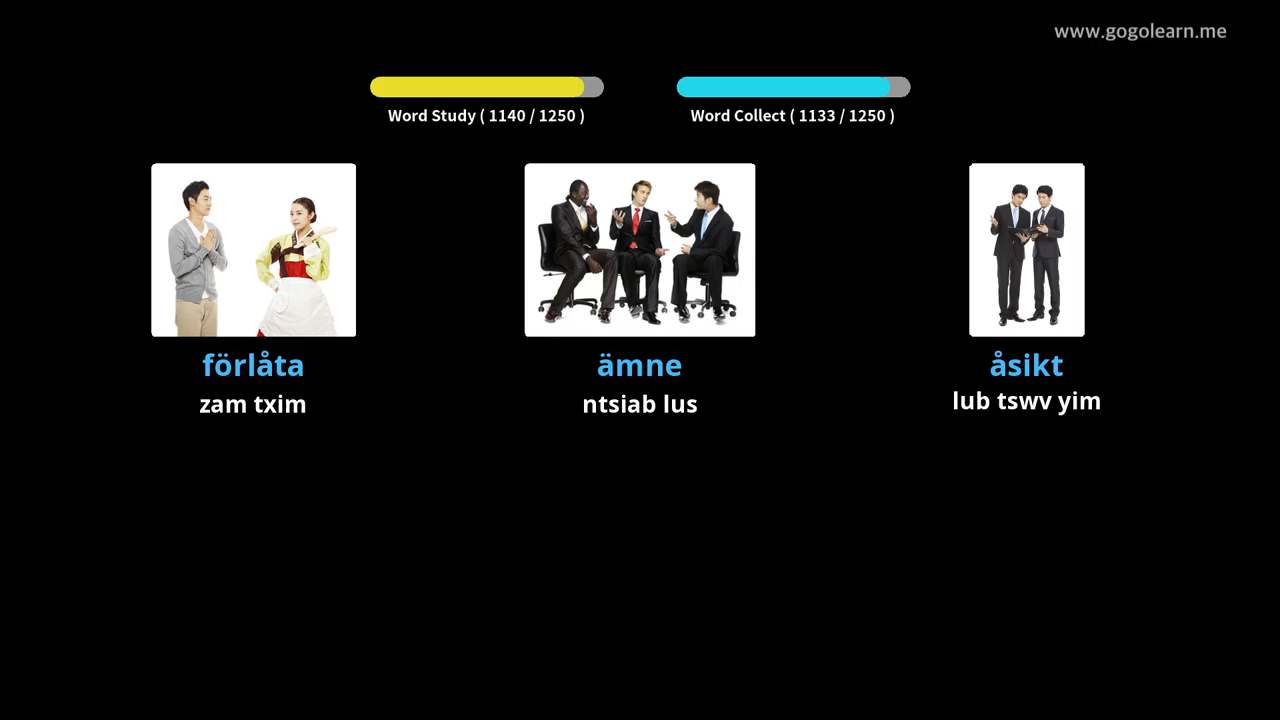 www.gogolearn.me
Word Study ( 1140 / 1250 )
Word Collect ( 1133 / 1250 )
förlåta
zam txim
ämne
ntsiab lus
åsikt
lub tswv yim